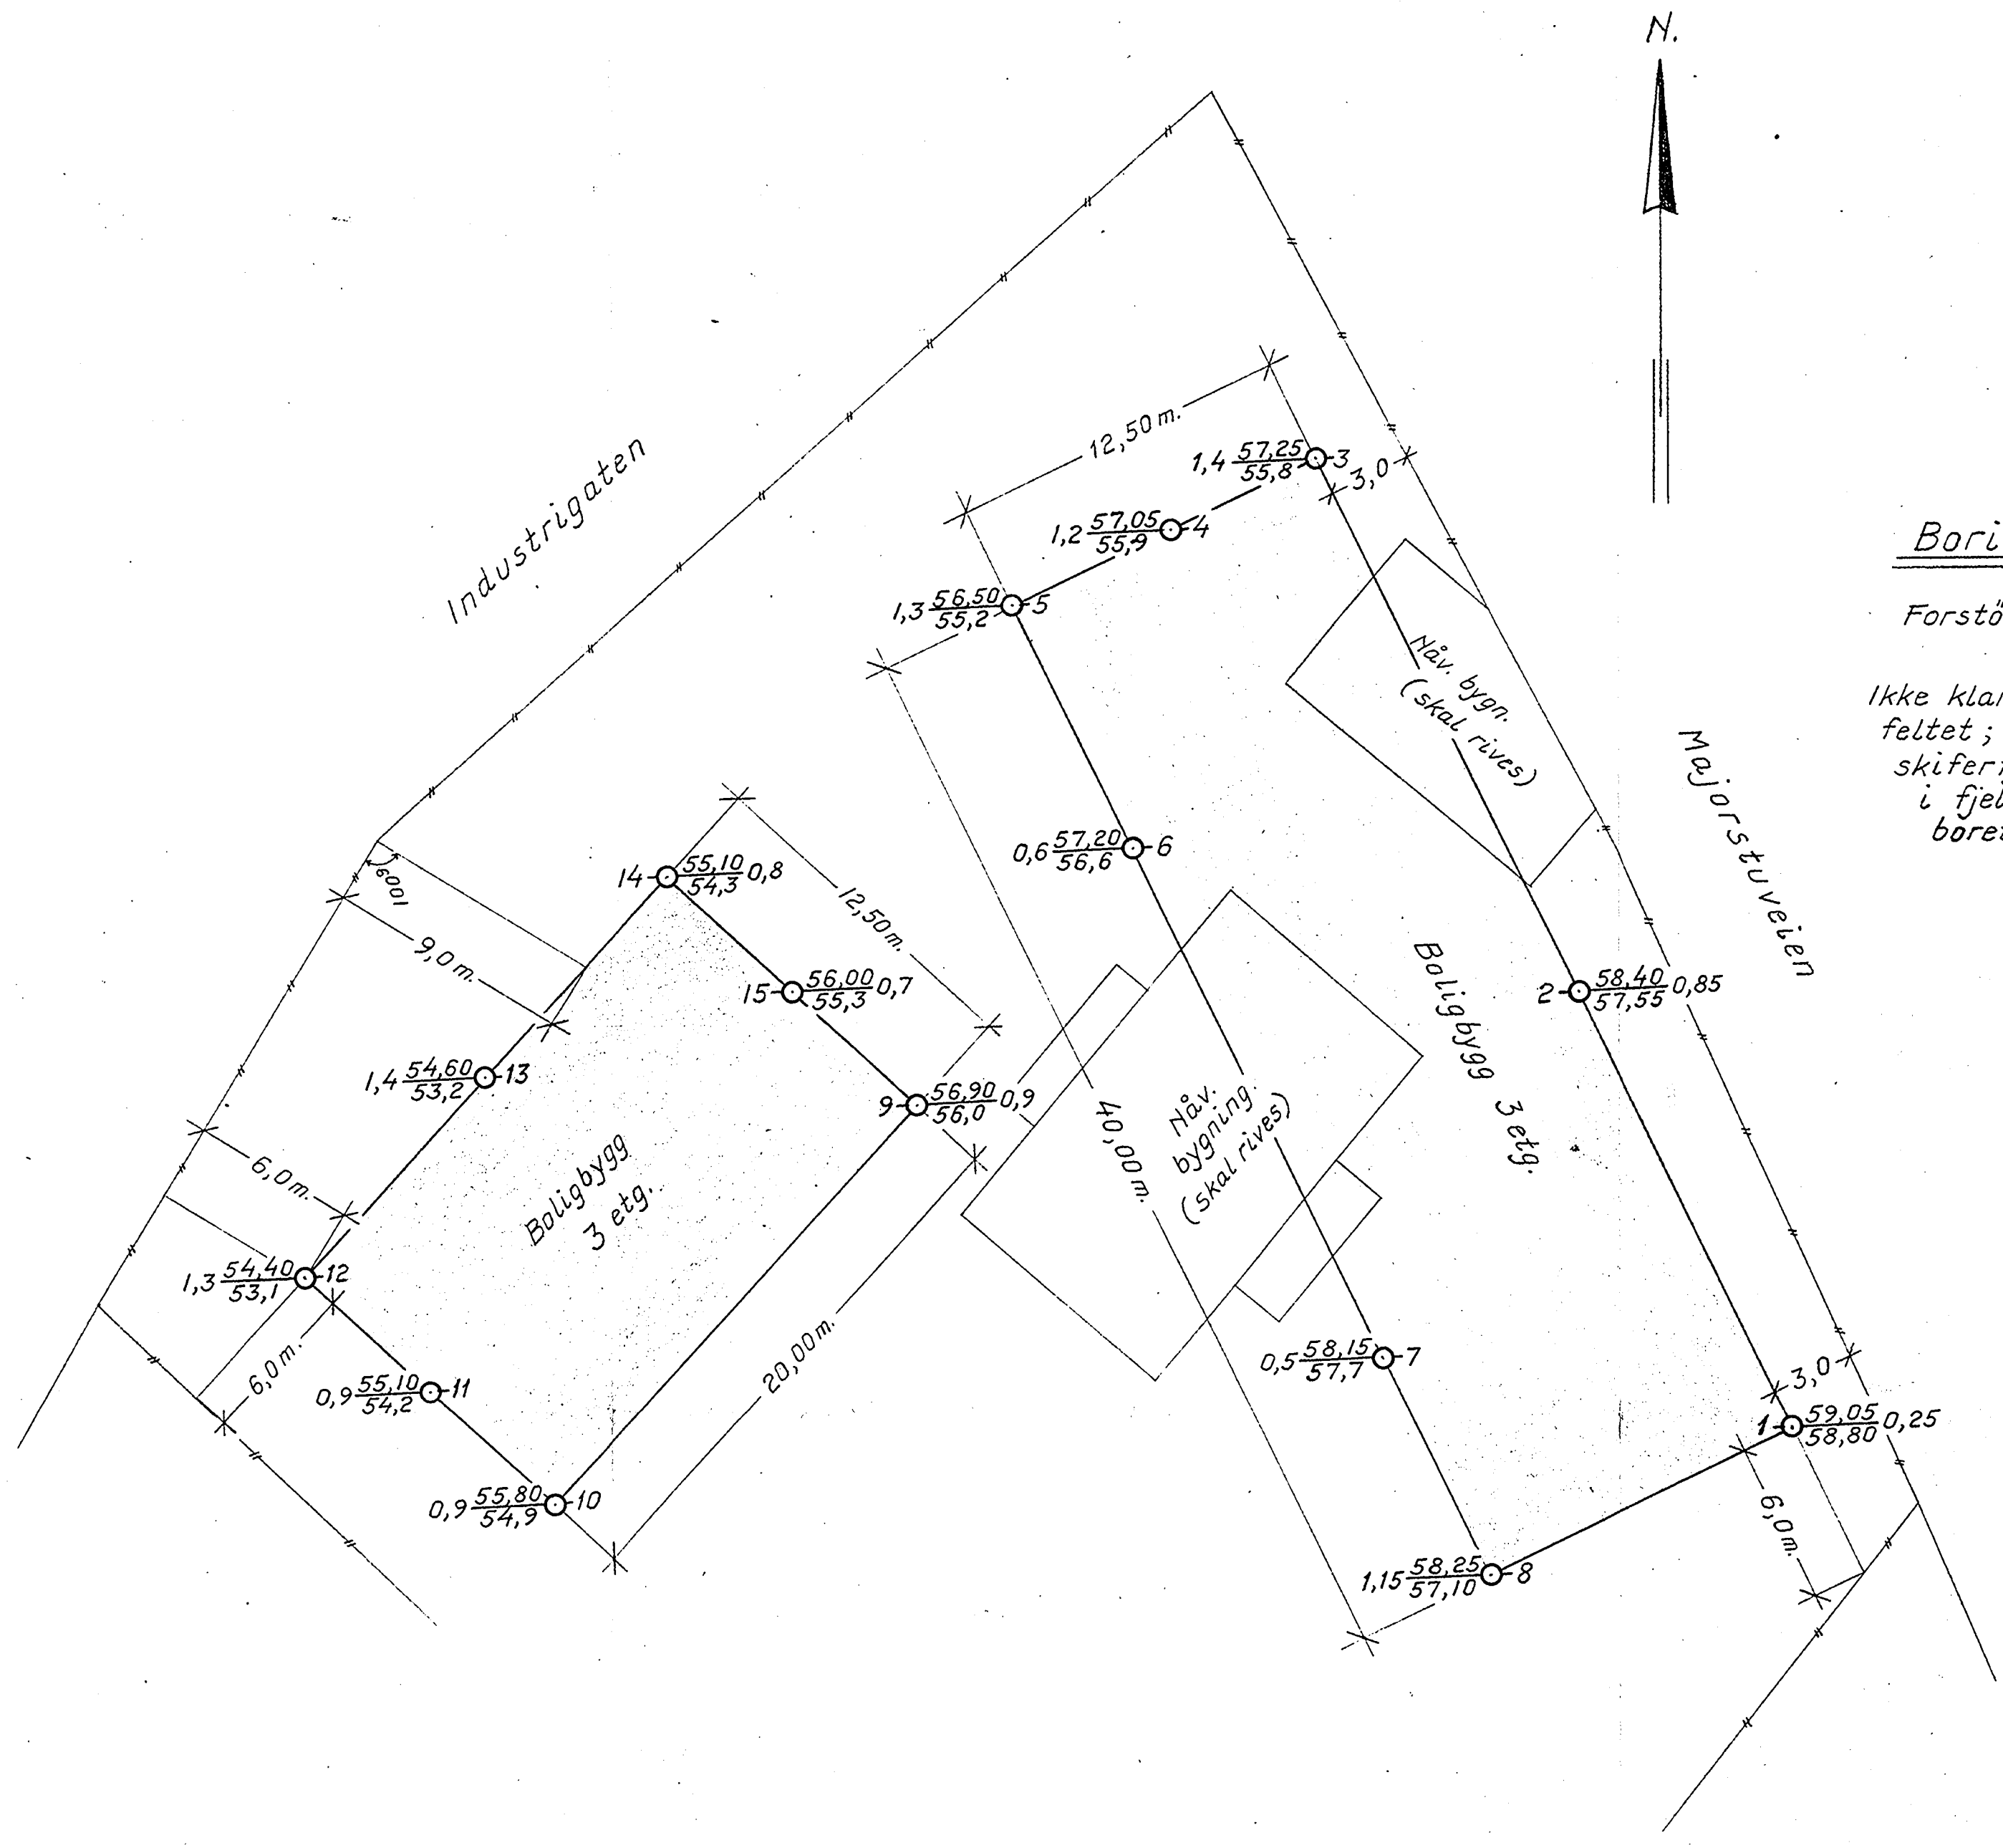 N.
Industrigaten
12,50 m.
1,4 57,25 3
55,8
3,0
1,2 57,05 4
55,9
1,3 56,50 5
55,2
Bori
Forstö
Ikke klar
feltet;
skifer
i fjel
boret
Nåv. bygn.
(skal rives)
Majorstuveien
0,6 57,20 6
56,6
14 55,10 0,8
54,3
100g
9,0 m.
12,50 m.
15 56,00 0,7
55,3
2 58,40 0,85
57,55
Boligbygg 3 etg.
1,4 54,60 13
53,2
9 56,90 0,9
56,0
40,00 m.
Nåv.
bygning
(skal rives)
6,0 m.
Boligbygg
3 etg.
1,3 54,40 12
53,1
6,0 m.
0,9 55,10 11
54,2
20,00 m.
0,5 58,15 7
57,7
3,0
1 59,05 0,25
58,80
0,9 55,80 10
54,9
6,0 m.
1,15 58,25 8
57,10